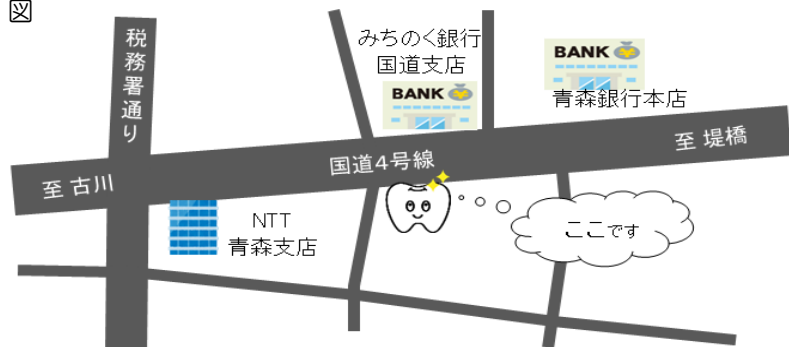 図
税務署通り
みちのく銀行
国道支店
BANK
BANK
青森銀行本店
至 古川
国道4号線
至 堤橋
NTT
青森支店
ここです